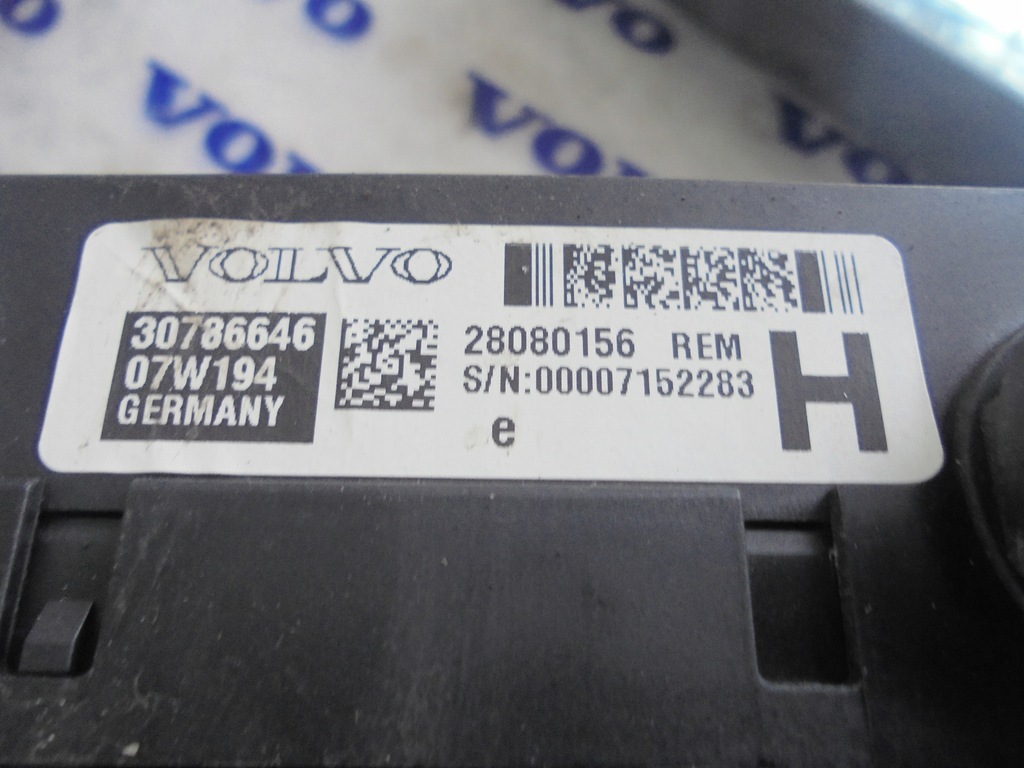 VOLVO
30786646
07W194
GERMANY
28080156 REM
S/N:00007152283
e
H